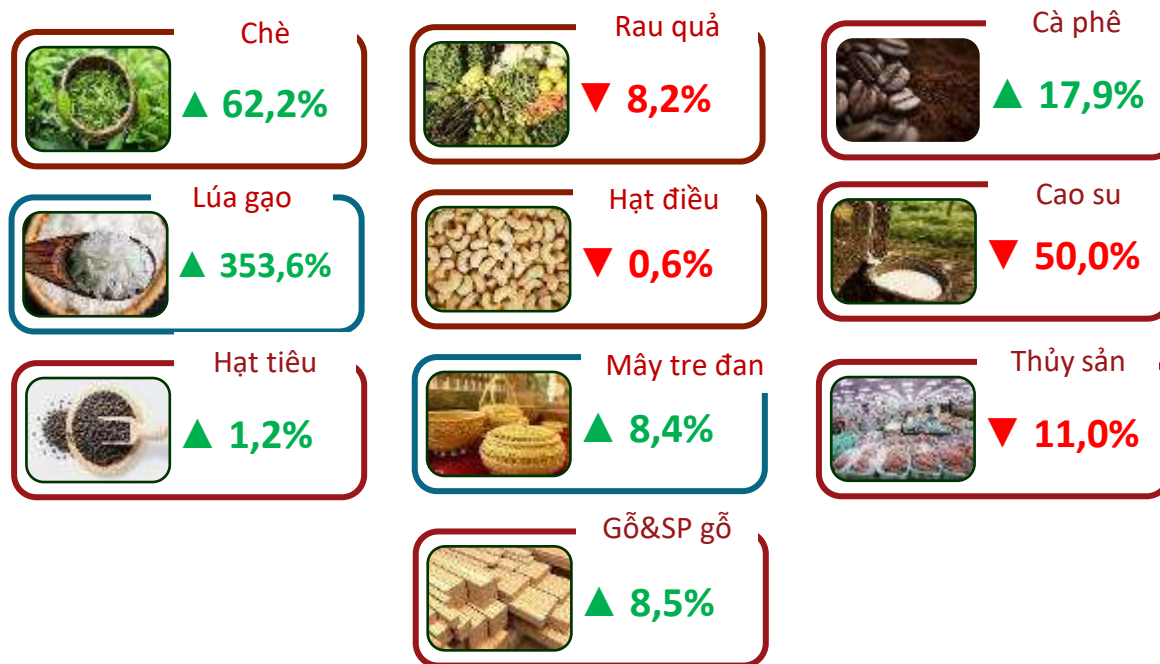 Chè
▲ 62,2%
Rau quả
▼ 8,2%
Cà phê
▲ 17,9%
Lúa gạo
▲ 353,6%
Hạt điều
▼ 0,6%
Cao su
▼ 50,0%
Hạt tiêu
▲ 1,2%
Mây tre đan
▲ 8,4%
Thủy sản
▼ 11,0%
Gỗ&SP gỗ
▲ 8,5%